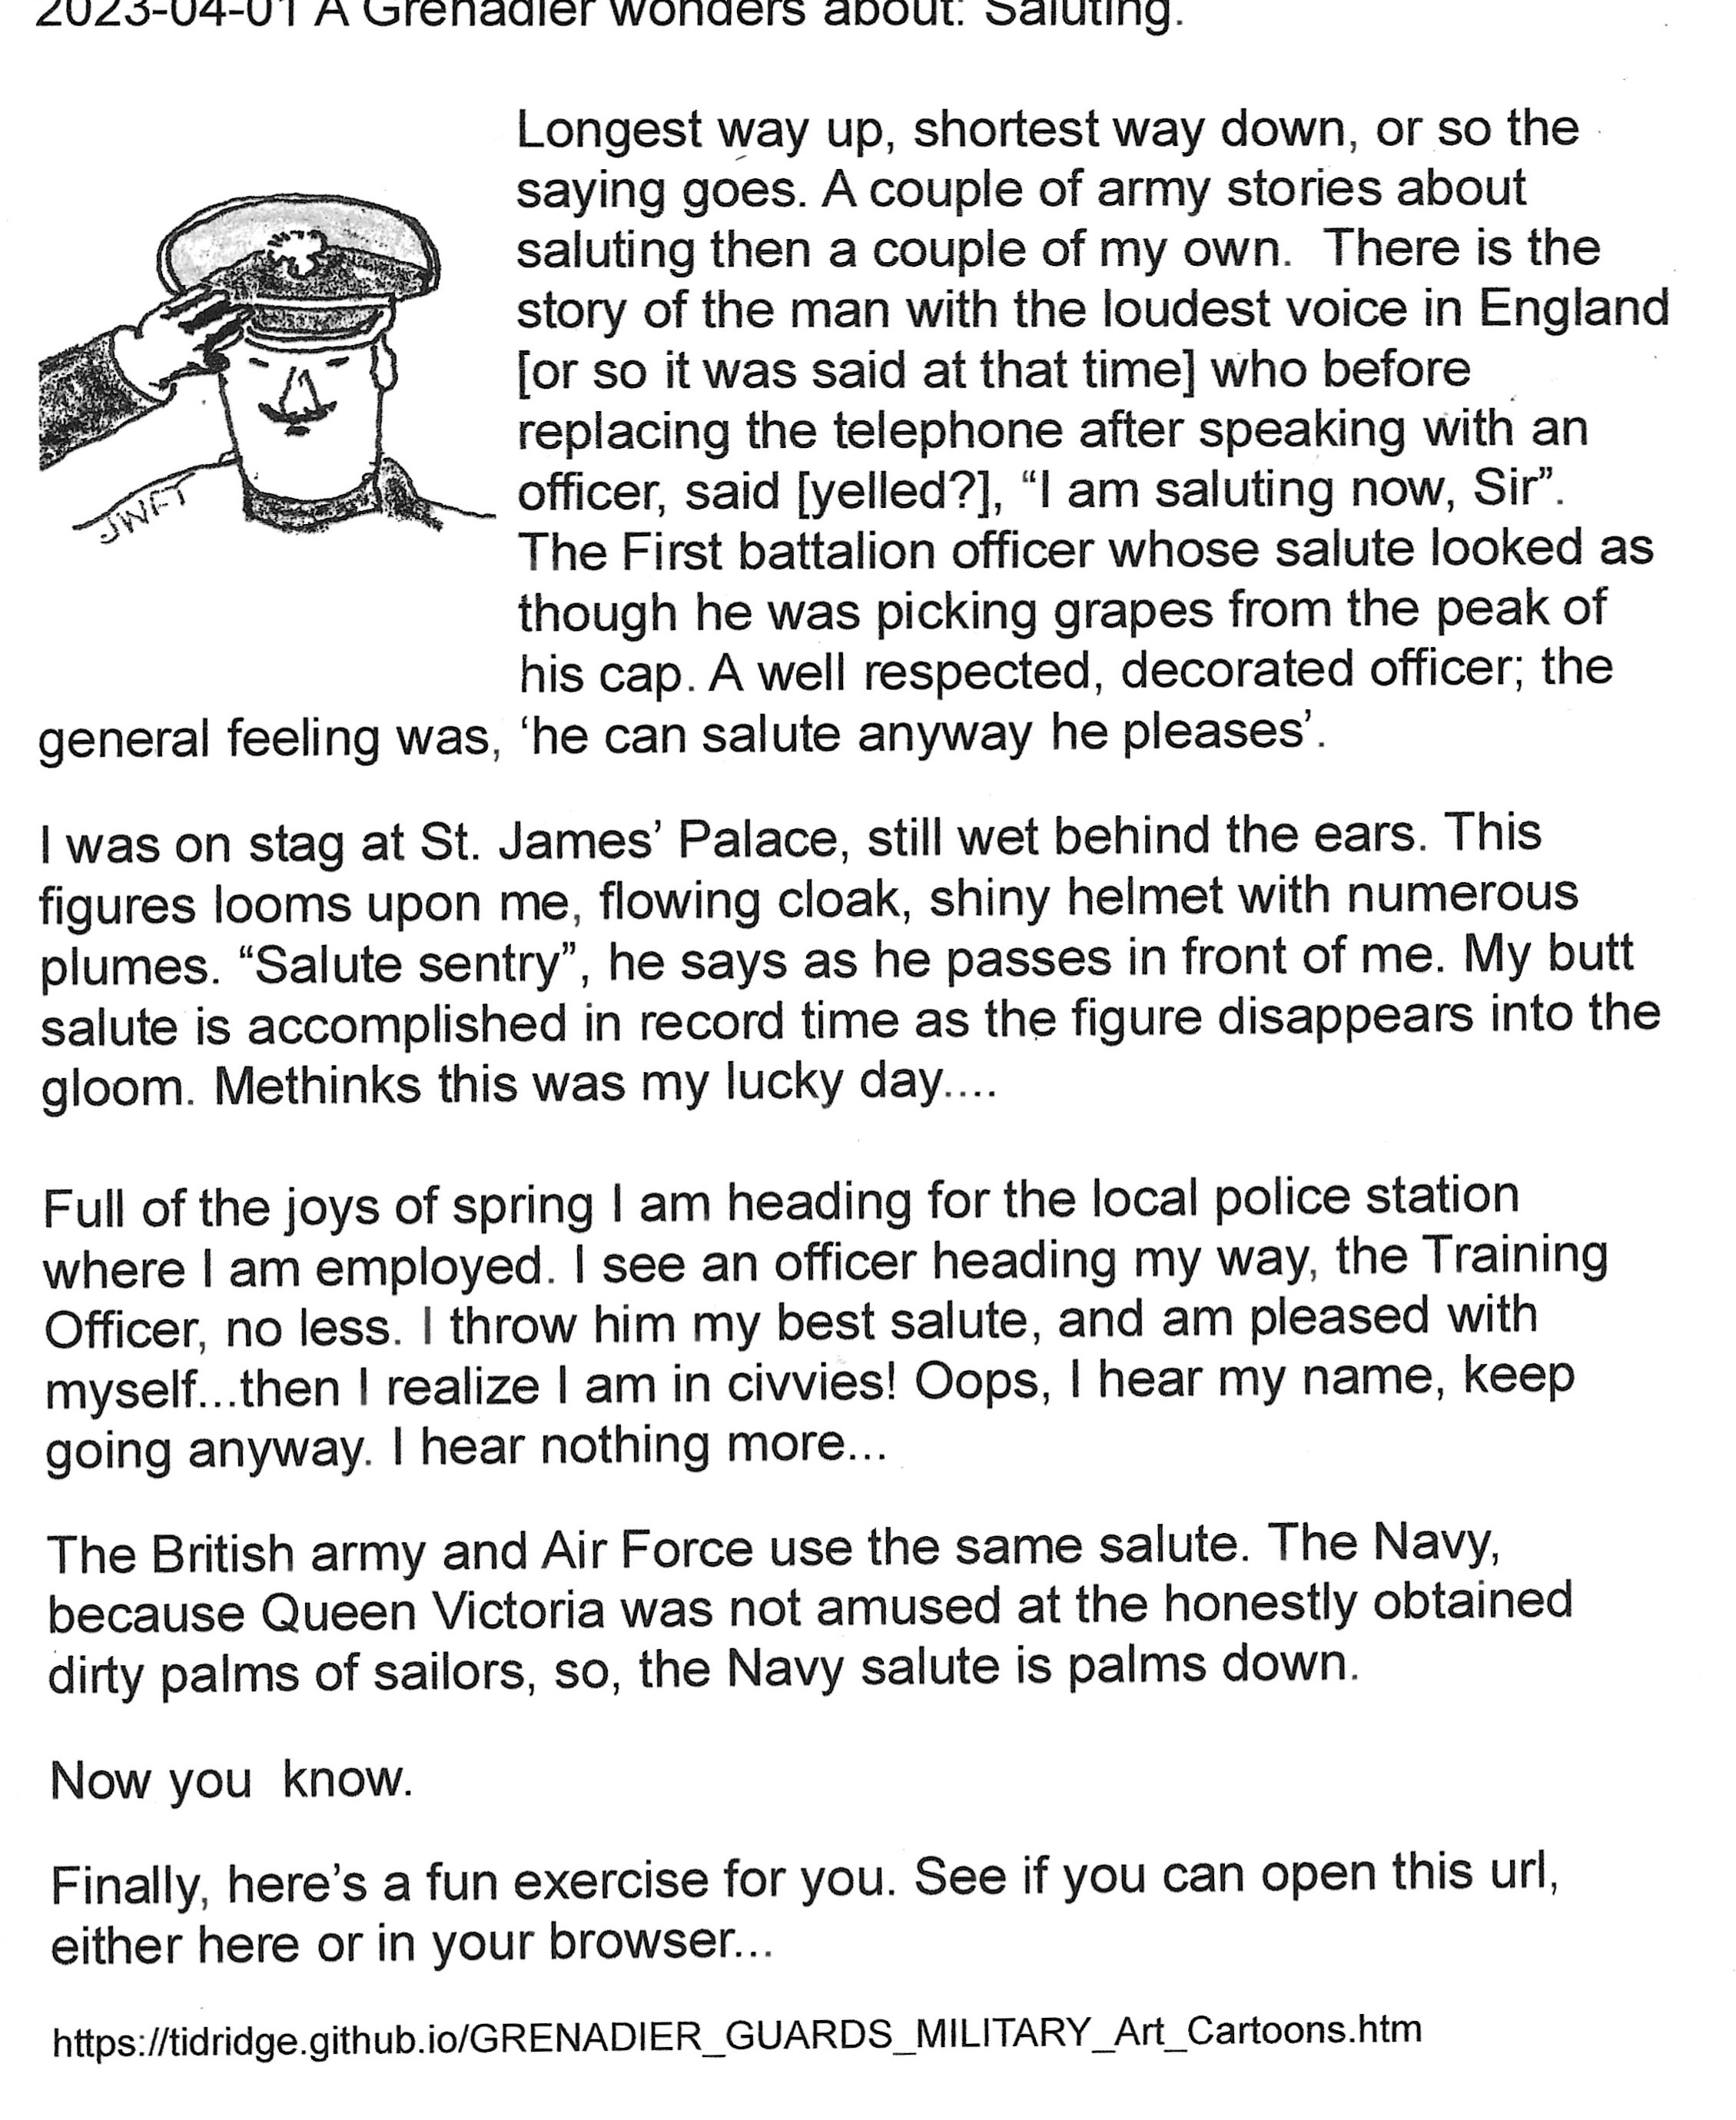 2023-04-01 A Grenadier wonders about: Saluting.
Longest way up, shortest way down, or so the
saying goes. A couple of army stories about
saluting then a couple of my own.  There is the
story of the man with the loudest voice in England
[or so it was said at that time] who before
replacing the telephone after speaking with an
officer, said [yelled?], “I am saluting now, Sir”.
The First battalion officer whose salute looked as
though he was picking grapes from the peak of
his cap. A well respected, decorated officer; the
general feeling was, ‘he can salute anyway he pleases’.
JWFT
I was on stag at St. James’ Palace, still wet behind the ears. This
figures looms upon me, flowing cloak, shiny helmet with numerous
plumes. “Salute sentry”, he says as he passes in front of me. My butt
salute is accomplished in record time as the figure disappears into the
gloom. Methinks this was my lucky day....
Full of the joys of spring I am heading for the local police station
where I am employed. I see an officer heading my way, the Training
Officer, no less. I throw him my best salute, and am pleased with
myself...then I realize I am in civvies! Oops, I hear my name, keep
going anyway. I hear nothing more...
The British army and Air Force use the same salute. The Navy,
because Queen Victoria was not amused at the honestly obtained
dirty palms of sailors, so, the Navy salute is palms down.
Now you  know.
Finally, here’s a fun exercise for you. See if you can open this url,
either here or in your browser...
https://tidridge.github.io/GRENADIER_GUARDS_MILITARY_Art_Cartoons.htm